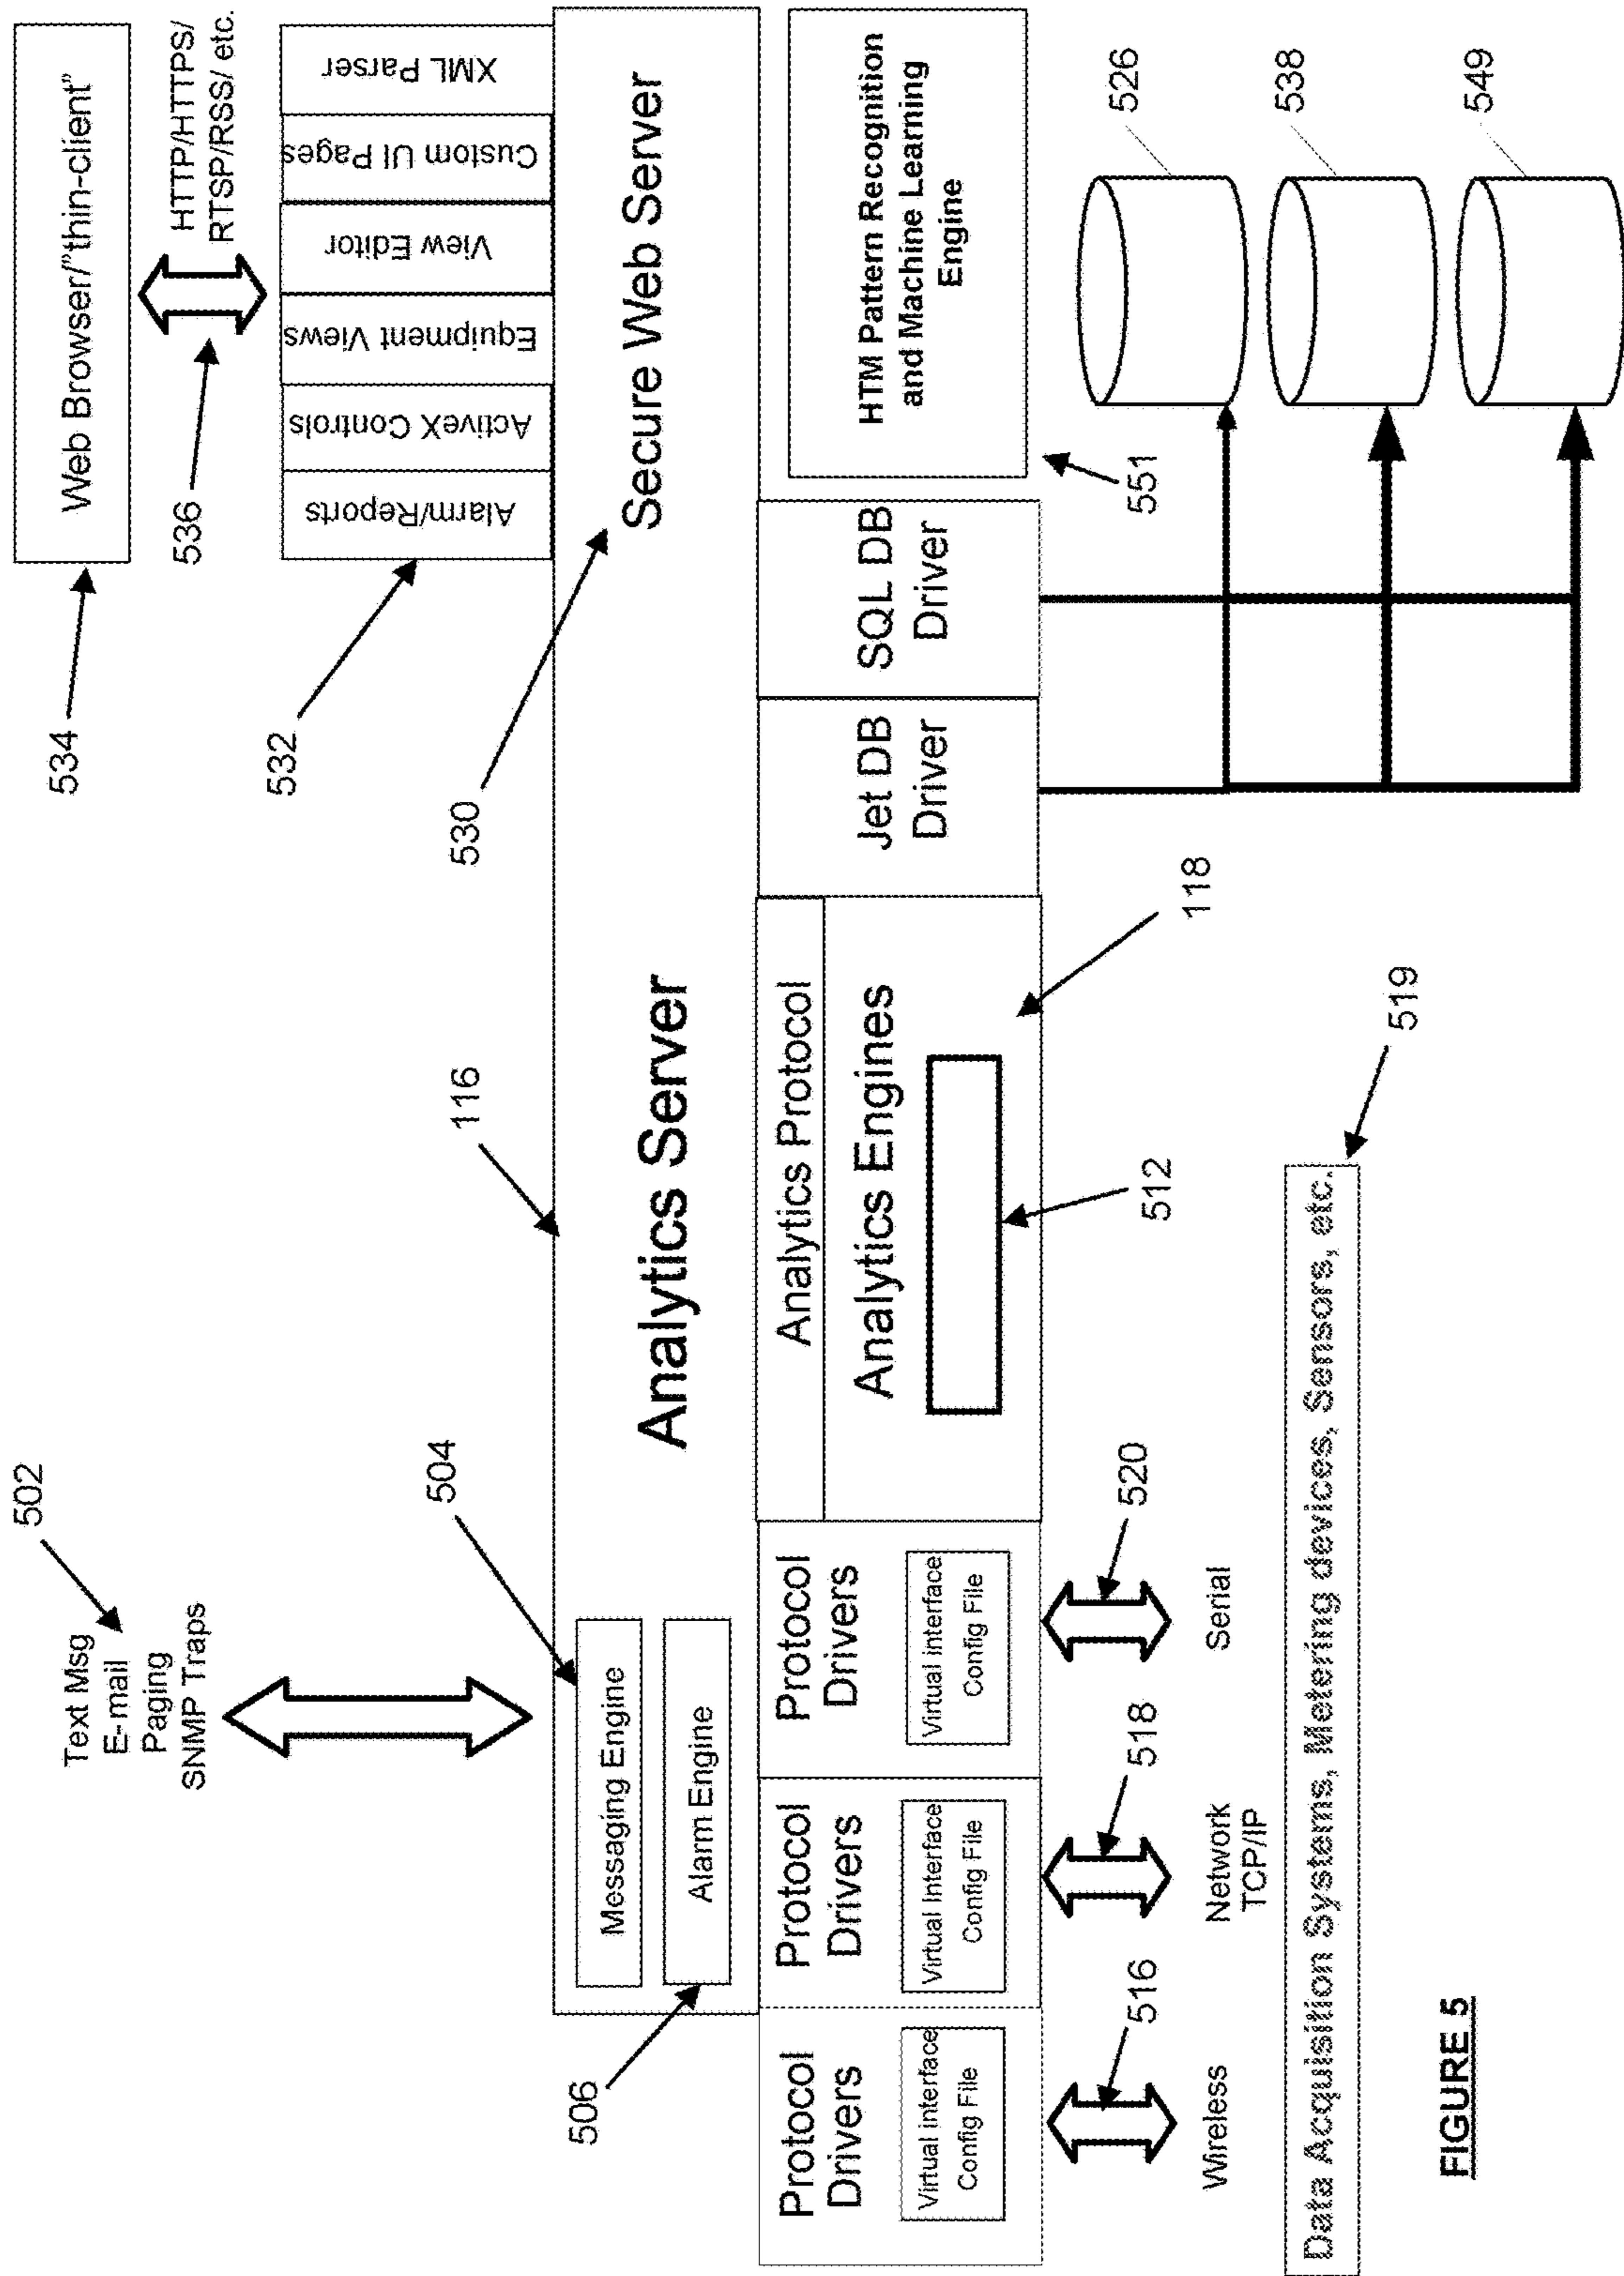 502
Text Msg
E-mail
Paging
SNMP Traps
534
Web Browser/"thin-client"
536
HTTP/HTTPS/
RTSP/RSS/ etc.
532
Alarm/Reports
ActiveX Controls
Equipment Views
View Editor
Custom UI Pages
XML Parser
504
116
530
Messaging Engine
Alarm Engine
Analytics Server
Secure Web Server
506
Protocol
Drivers
Virtual interface
Config File
Protocol
Drivers
Virtual Interface
Config File
Protocol
Drivers
Virtual Interface
Config File
Analytics Protocol
Analytics Engines
Jet DB
Driver
SQL DB
Driver
HTM Pattern Recognition
and Machine Learning
Engine
516
518
520
512
118
551
526
538
549
Wireless
Network
TCP/IP
Serial
519
Data Acquisition Systems, Metering devices, Sensors, etc.
FIGURE 5